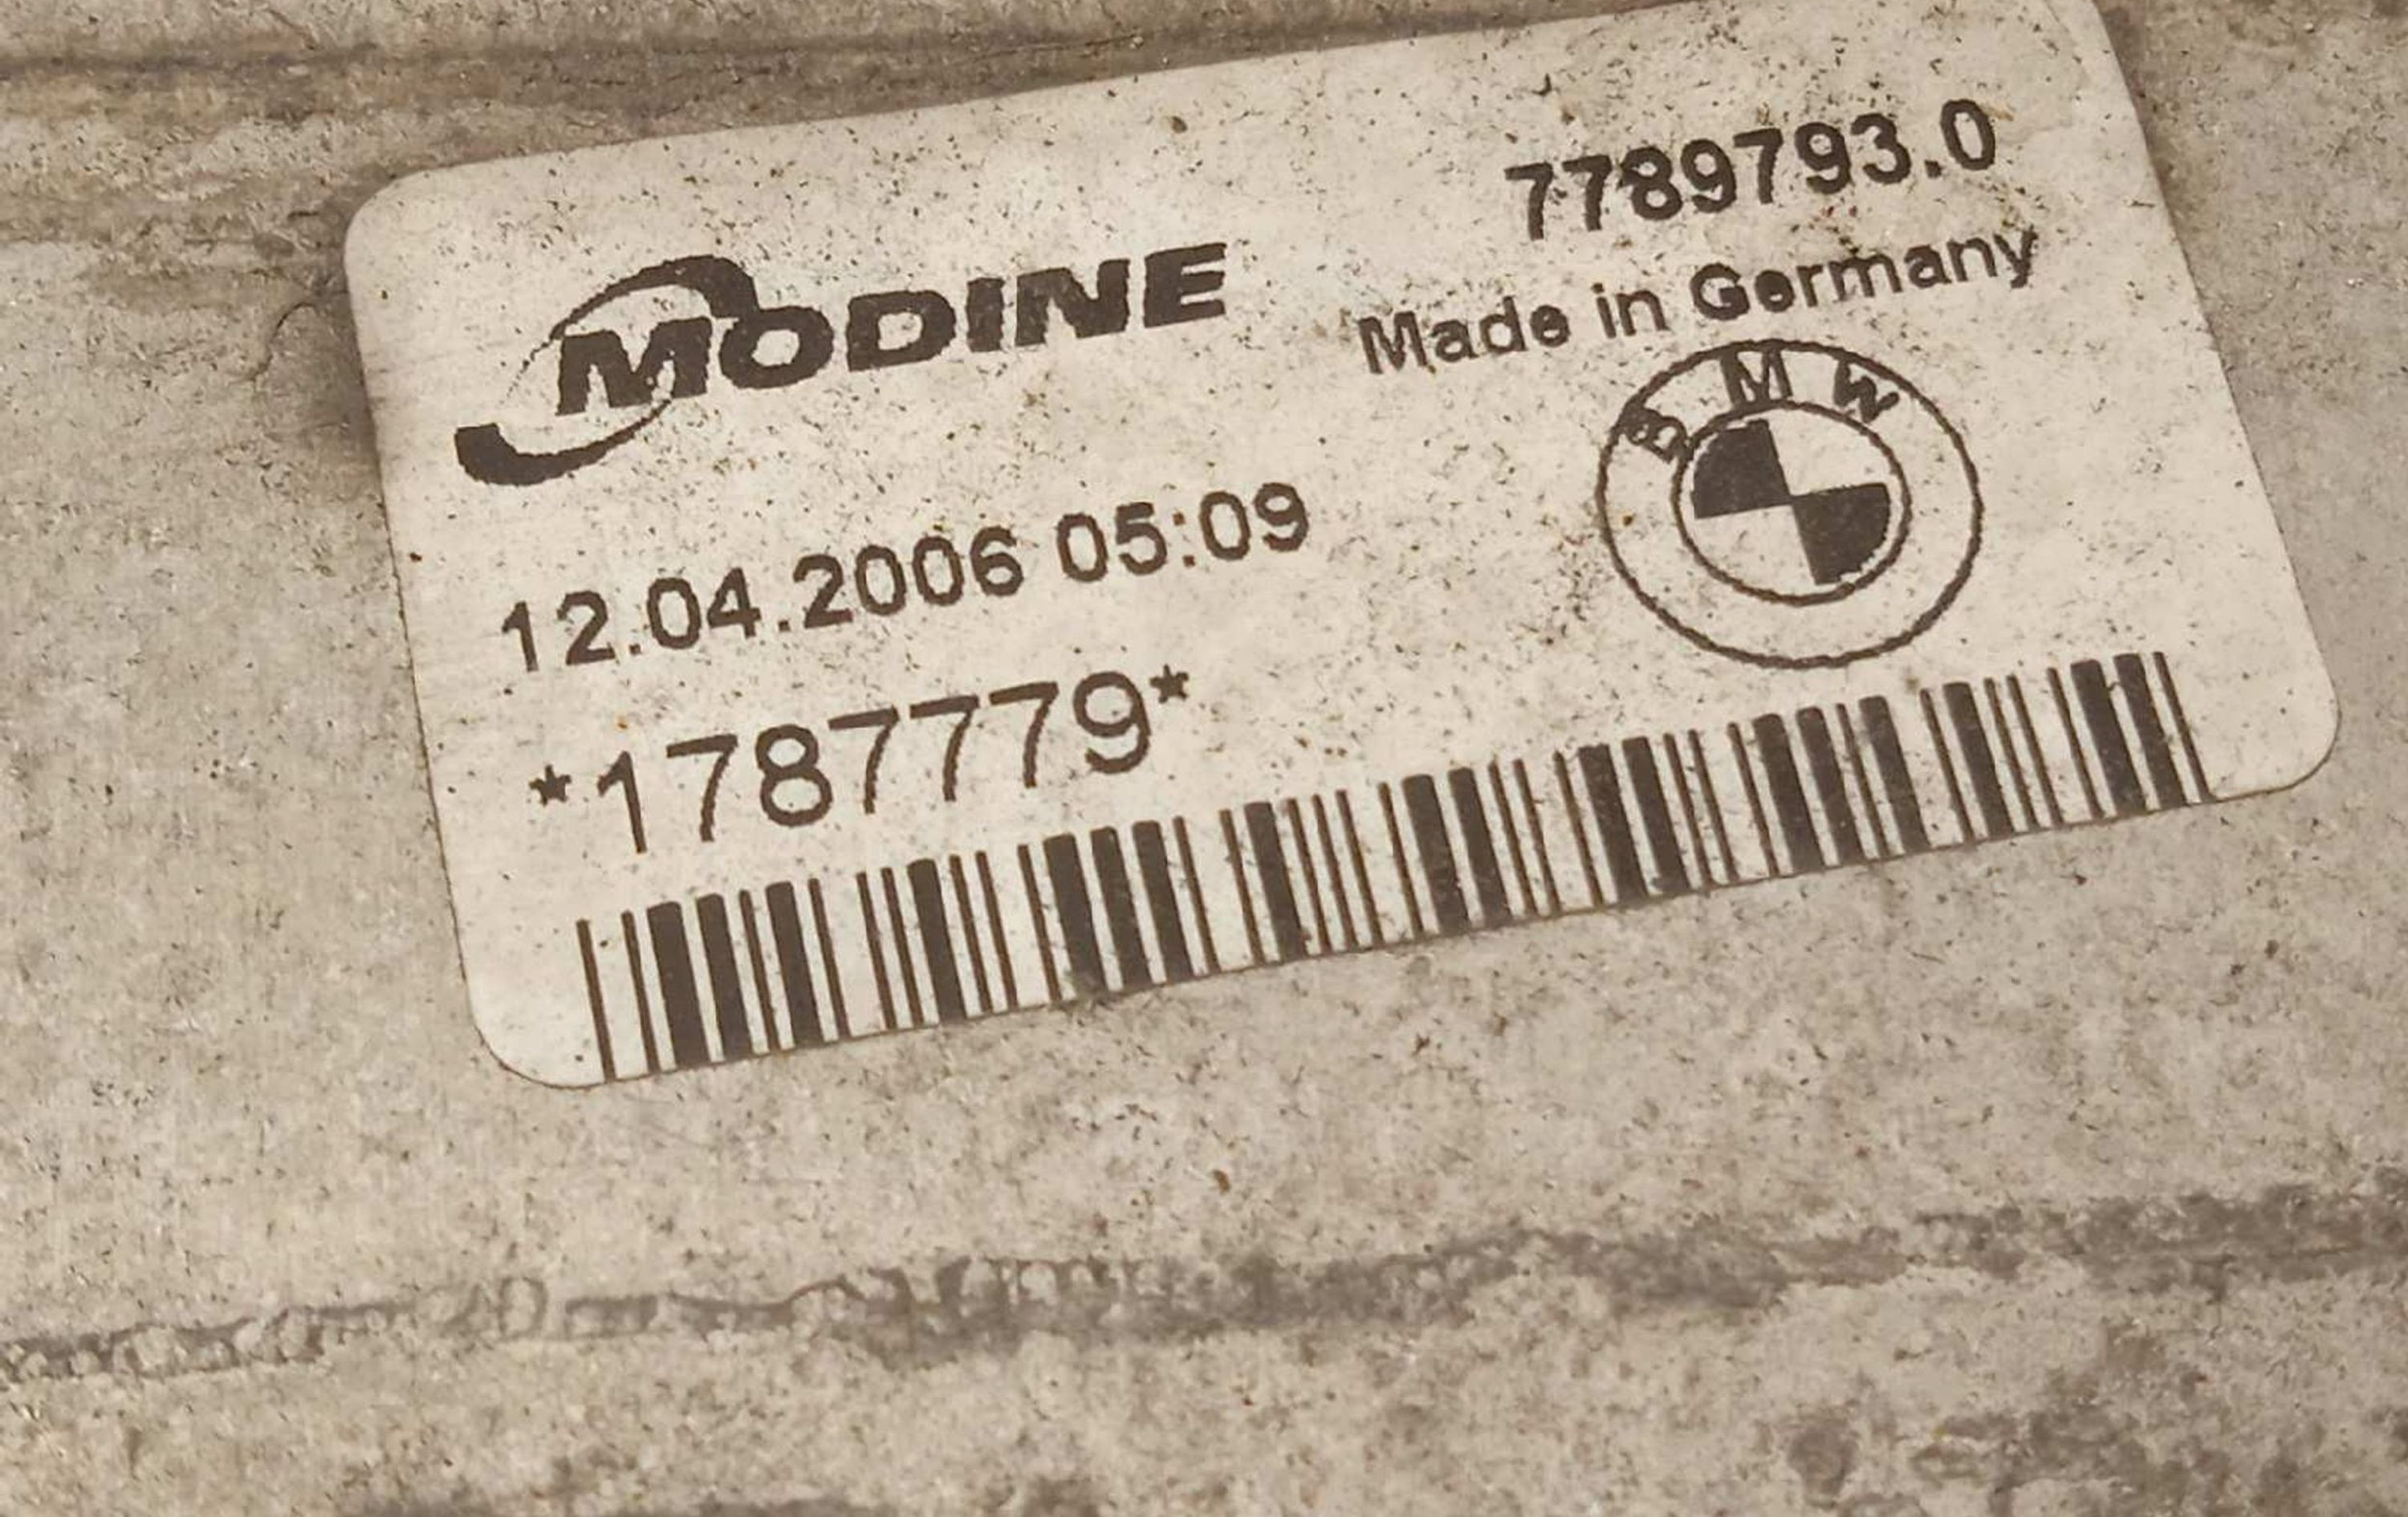 7789793.0
MODINE
Made in Germany
BMW
12.04.2006 05:09
*1787779*